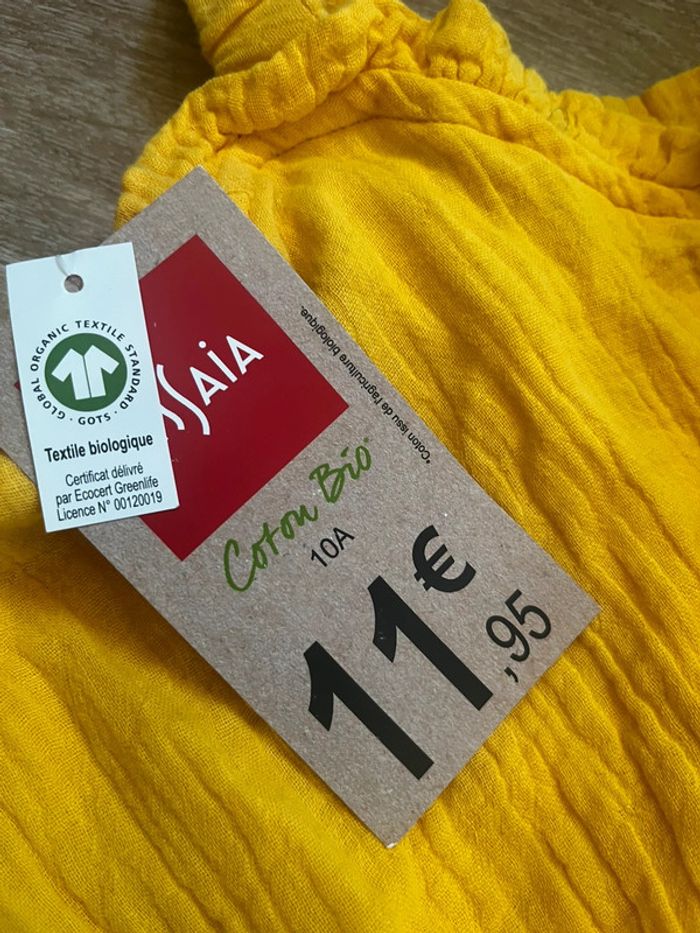 GLOBAL ORGANIC TEXTILE STANDARD · GOTS ·
Textile biologique
Certificat délivré
par Ecocert Greenlife
Licence N° 00120019
SSAIA
*Coton issu de l'agriculture biologique.
Coton Bio*
10A
11€,95